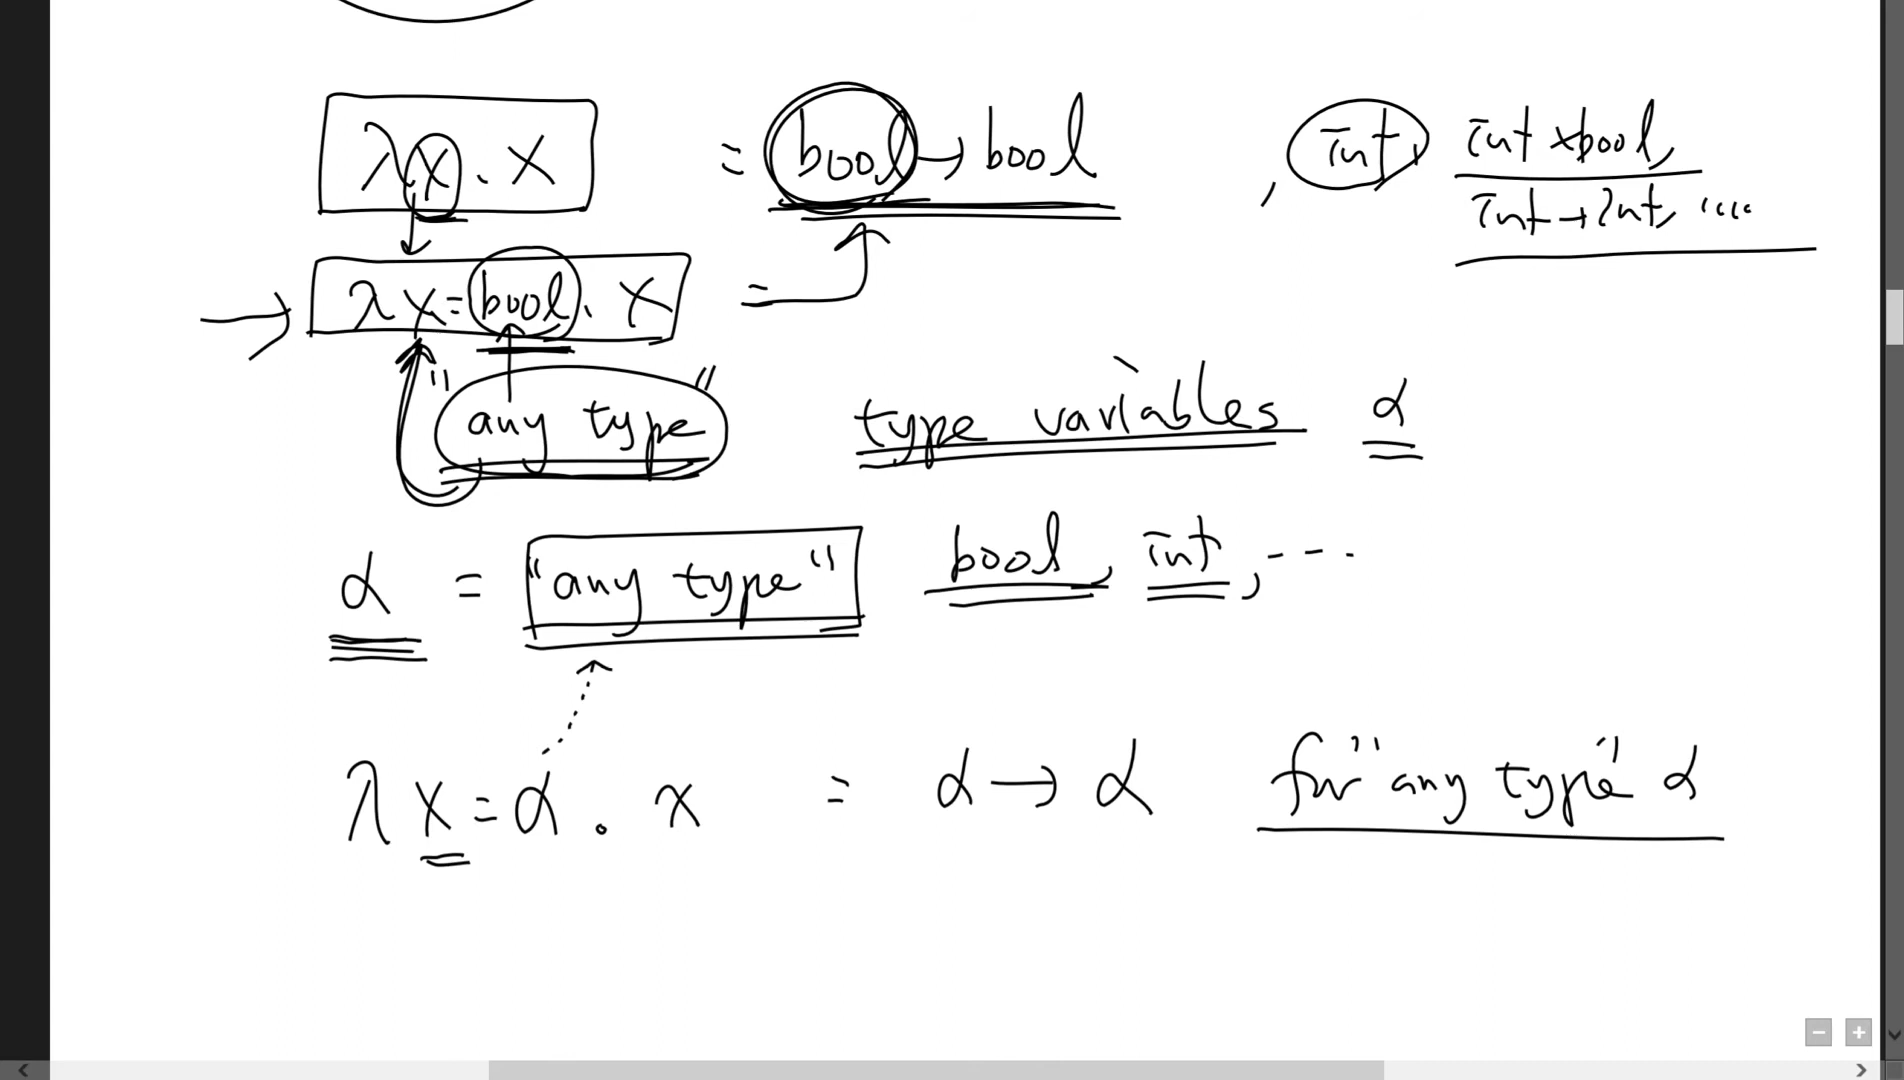 λx. x = bool → bool , int, int × bool,
int → int, ....
λx = bool. x =
"any type" type variables α
α = "any type" bool, int, ....
λx = α. x = α → α for "any type" α